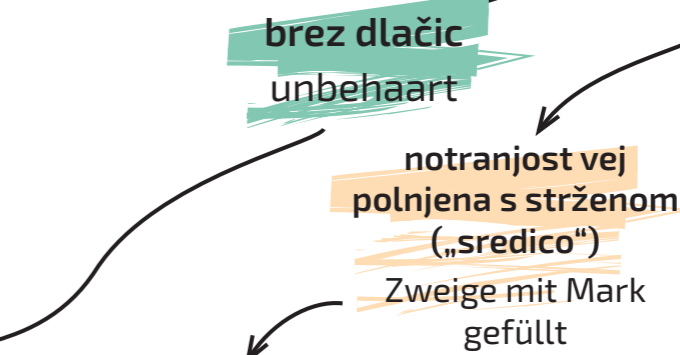 brez dlačic
unbehaart
notranjost vej
polnjena s strženom
(„sredico“)
Zweige mit Mark
gefüllt